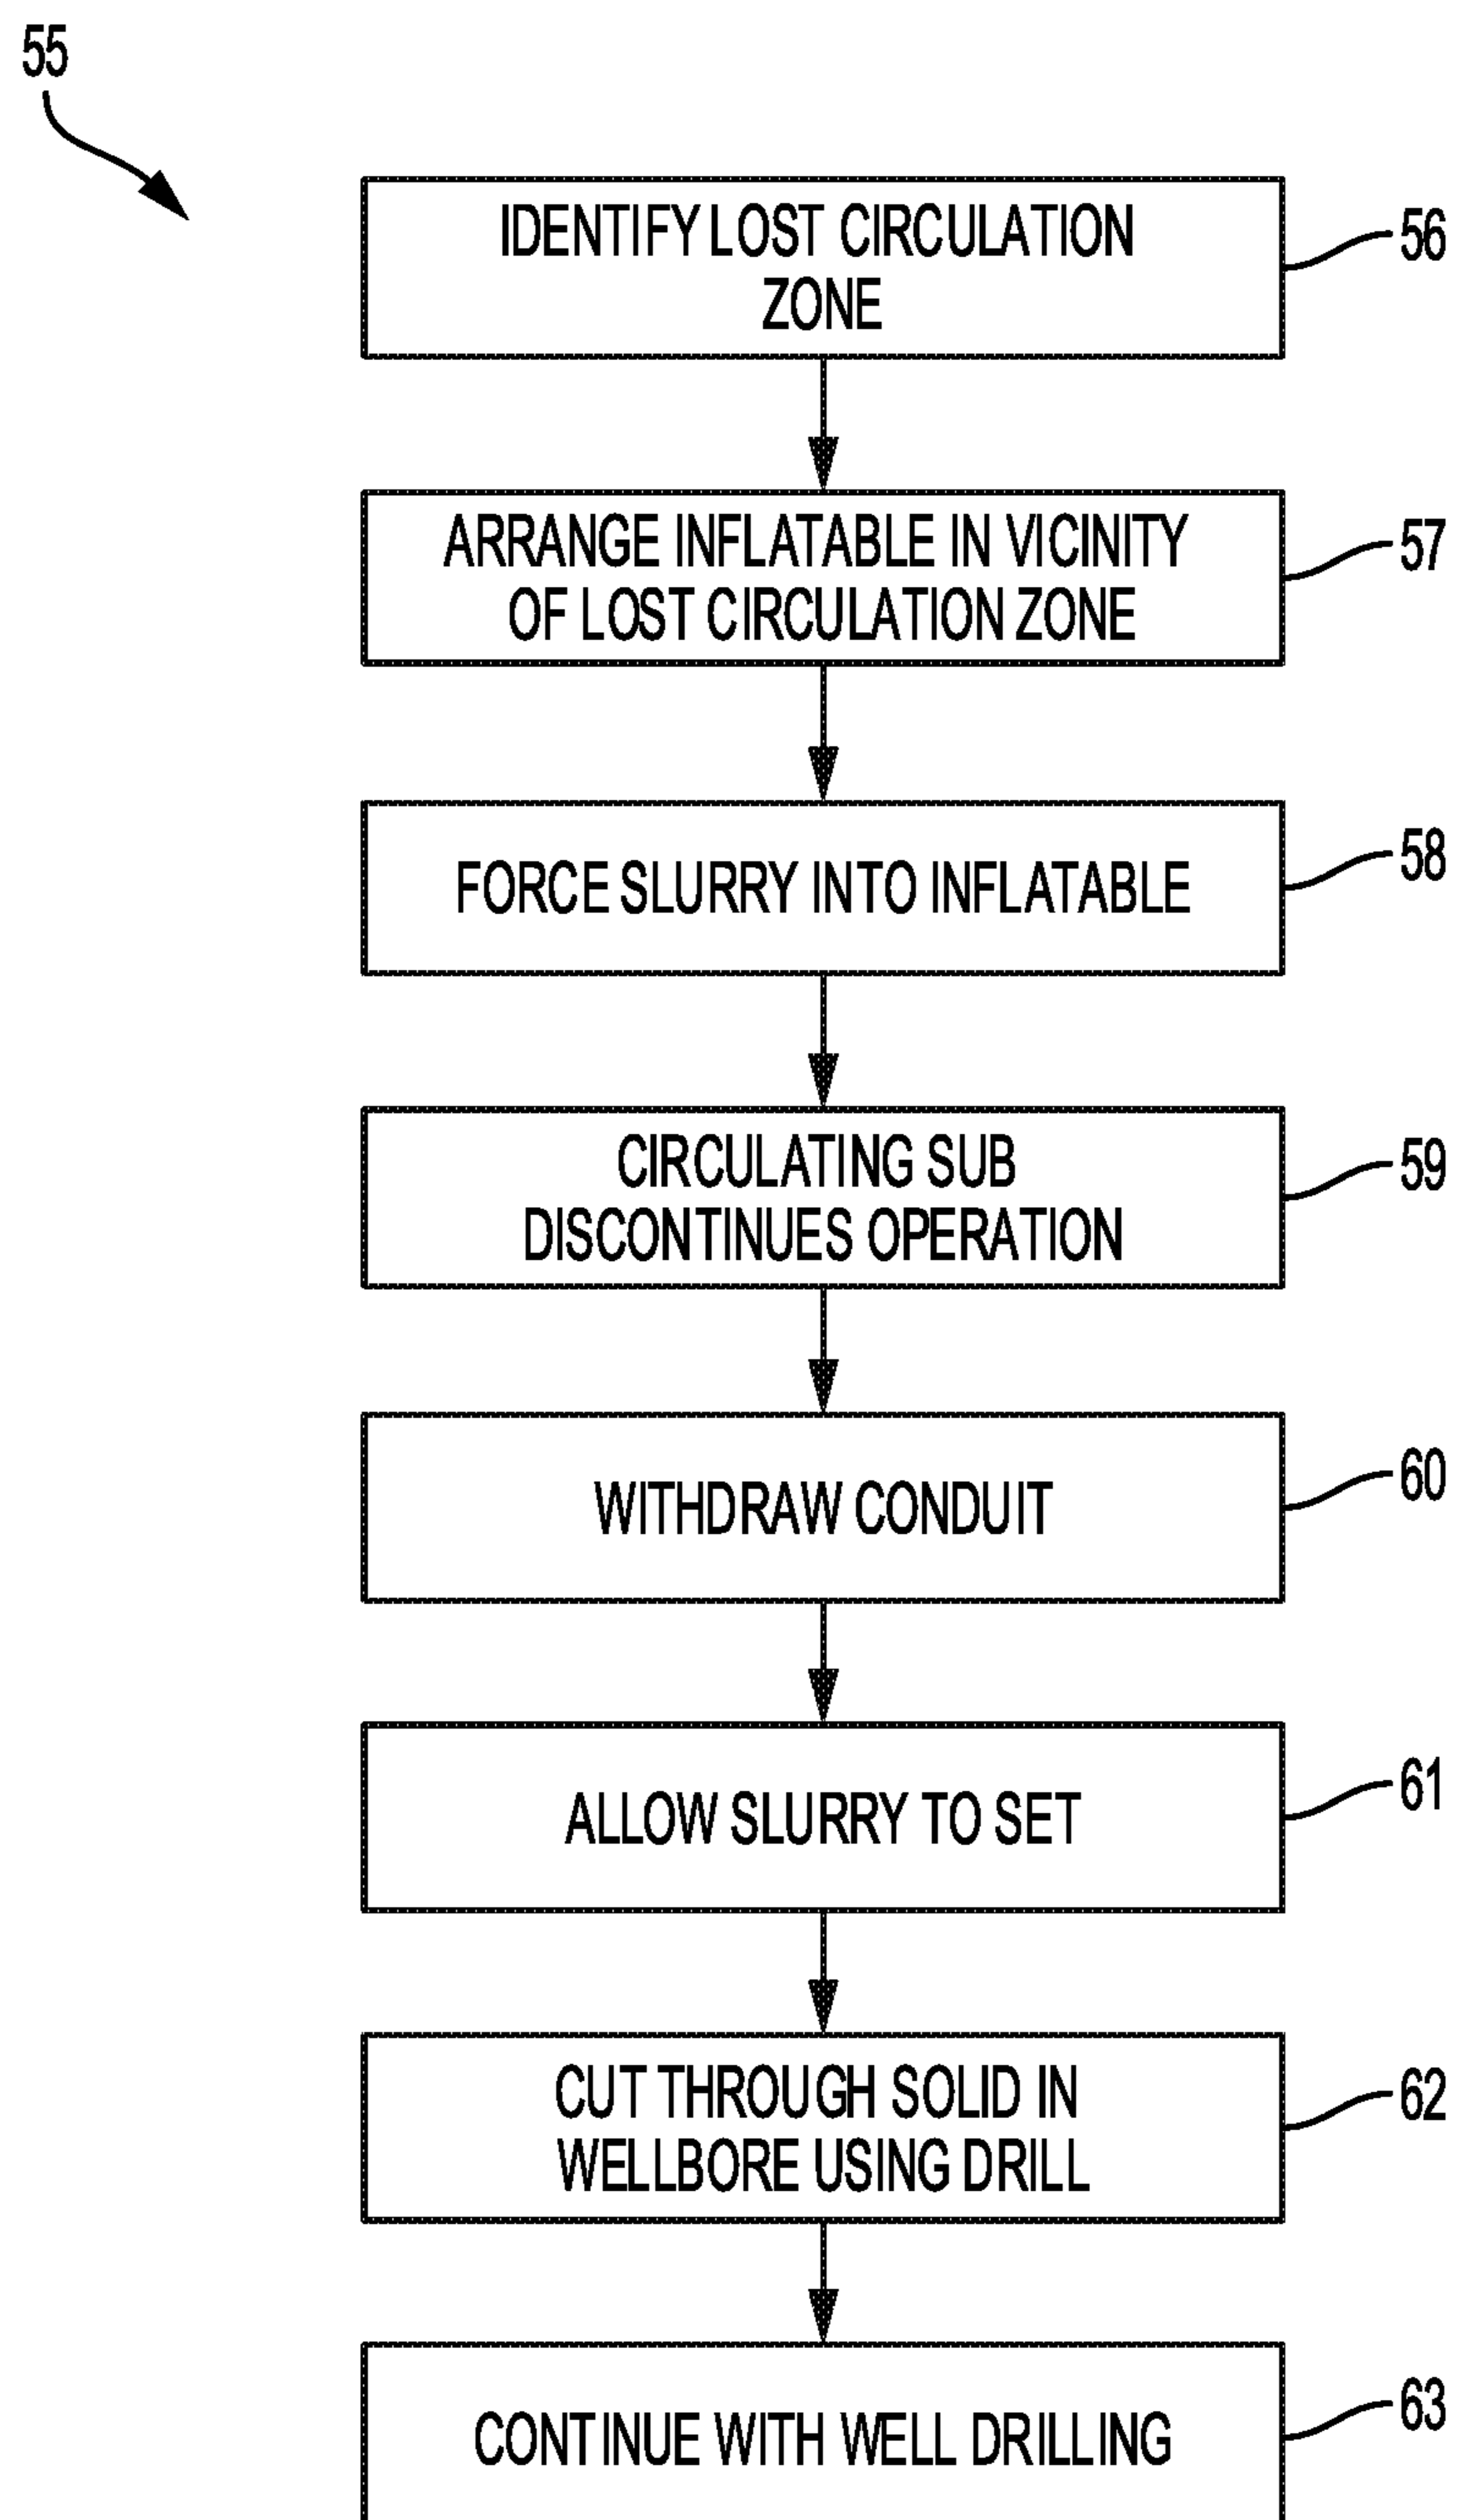 55
IDENTIFY LOST CIRCULATION
ZONE
56
ARRANGE INFLATABLE IN VICINITY
OF LOST CIRCULATION ZONE
57
FORCE SLURRY INTO INFLATABLE
58
CIRCULATING SUB
DISCONTINUES OPERATION
59
WITHDRAW CONDUIT
60
ALLOW SLURRY TO SET
61
CUT THROUGH SOLID IN
WELLBORE USING DRILL
62
CONTINUE WITH WELL DRILLING
63